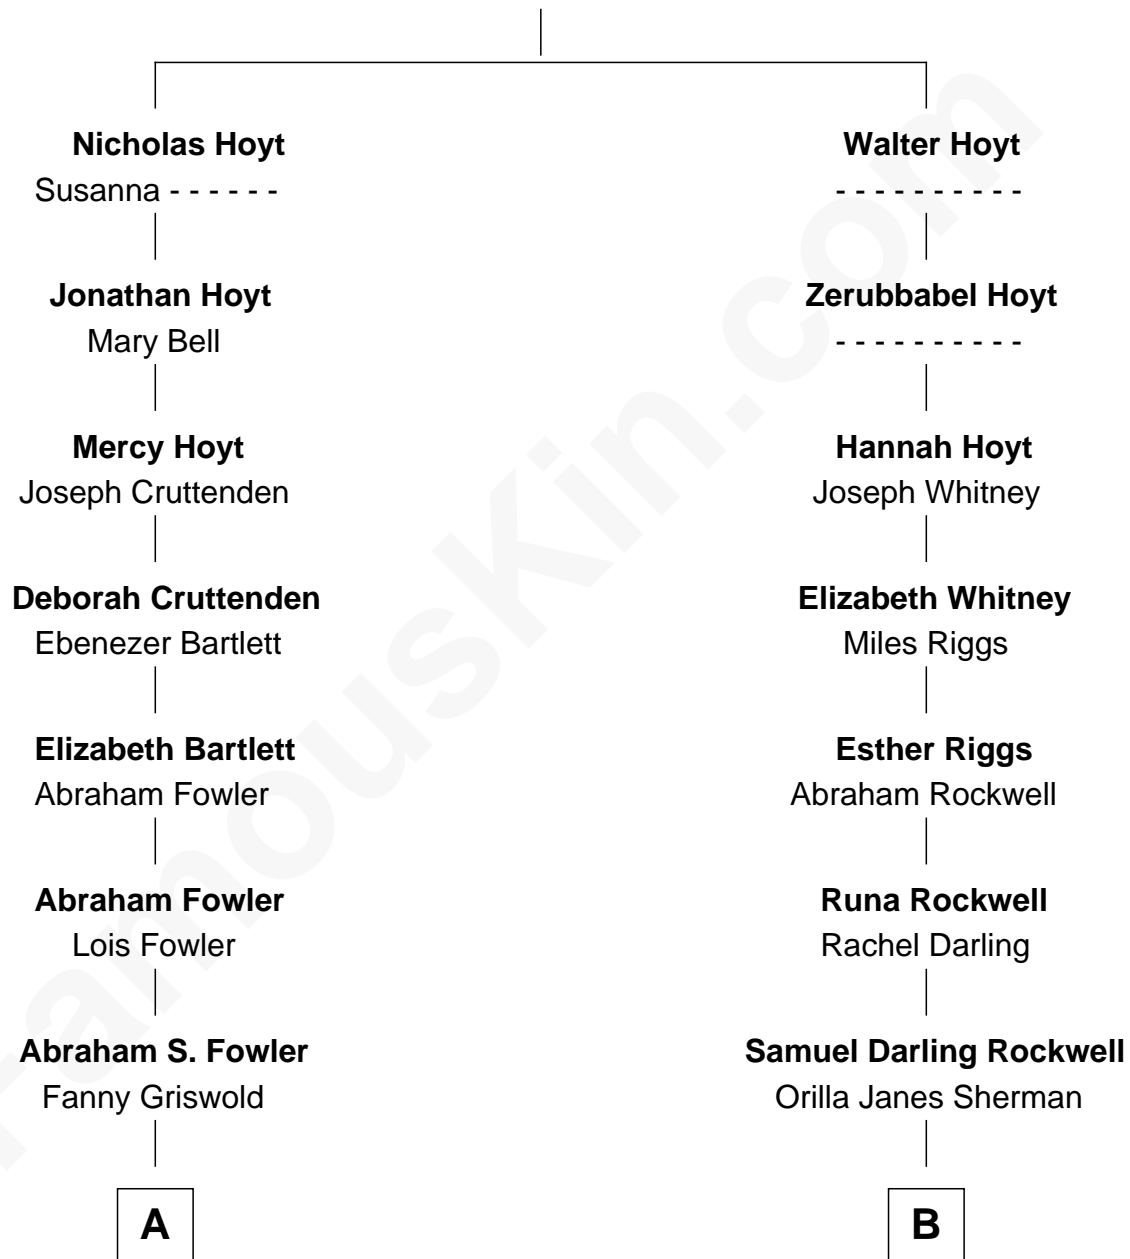 Nicholas Hoyt
Susanna - - - - - -
Jonathan Hoyt
Mary Bell
Mercy Hoyt
Joseph Cruttenden
Deborah Cruttenden
Ebenezer Bartlett
Elizabeth Bartlett
Abraham Fowler
Abraham Fowler
Lois Fowler
Abraham S. Fowler
Fanny Griswold
A
Walter Hoyt
- - - - - - - - - -
Zerubbabel Hoyt
- - - - - - - - - -
Hannah Hoyt
Joseph Whitney
Elizabeth Whitney
Miles Riggs
Esther Riggs
Abraham Rockwell
Runa Rockwell
Rachel Darling
Samuel Darling Rockwell
Orilla Janes Sherman
B
FamousKin.com